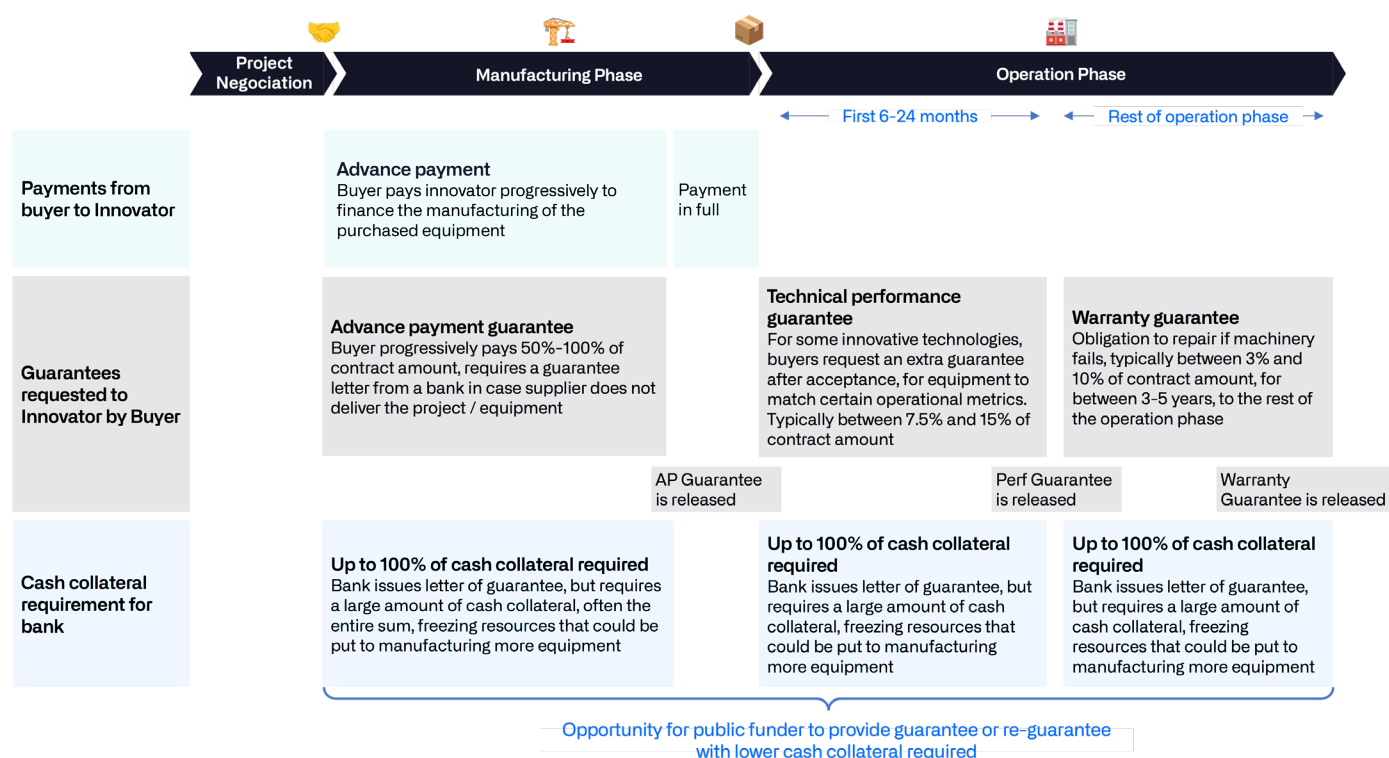 Project
Negociation
Manufacturing Phase
Operation Phase
First 6-24 months
Rest of operation phase
Payments from
buyer to Innovator
Advance payment
Buyer pays innovator progressively to
finance the manufacturing of the
purchased equipment
Payment
in full
Guarantees
requested to
Innovator by Buyer
Advance payment guarantee
Buyer progressively pays 50%-100% of
contract amount, requires a guarantee
letter from a bank in case supplier does not
deliver the project / equipment
Technical performance
guarantee
For some innovative technologies,
buyers request an extra guarantee
after acceptance, for equipment to
match certain operational metrics.
Typically between 7.5% and 15% of
contract amount
Warranty guarantee
Obligation to repair if machinery
fails, typically between 3% and
10% of contract amount, for
between 3-5 years, to the rest of
the operation phase
AP Guarantee
is released
Perf Guarantee
is released
Warranty
Guarantee is released
Cash collateral
requirement for
bank
Up to 100% of cash collateral required
Bank issues letter of guarantee, but requires
a large amount of cash collateral, often the
entire sum, freezing resources that could be
put to manufacturing more equipment
Up to 100% of cash collateral
required
Bank issues letter of guarantee, but
requires a large amount of cash
collateral, freezing resources that
could be put to manufacturing
more equipment
Up to 100% of cash collateral
required
Bank issues letter of guarantee,
but requires a large amount of
cash collateral, freezing
resources that could be put to
manufacturing more equipment
Opportunity for public funder to provide guarantee or re-guarantee
with lower cash collateral required